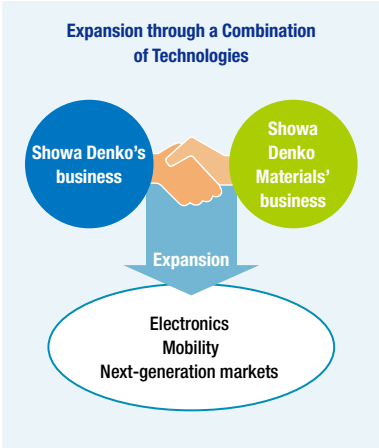 Expansion through a Combination
of Technologies
Showa Denko's
business
Showa
Denko
Materials'
business
Expansion
Electronics
Mobility
Next-generation markets